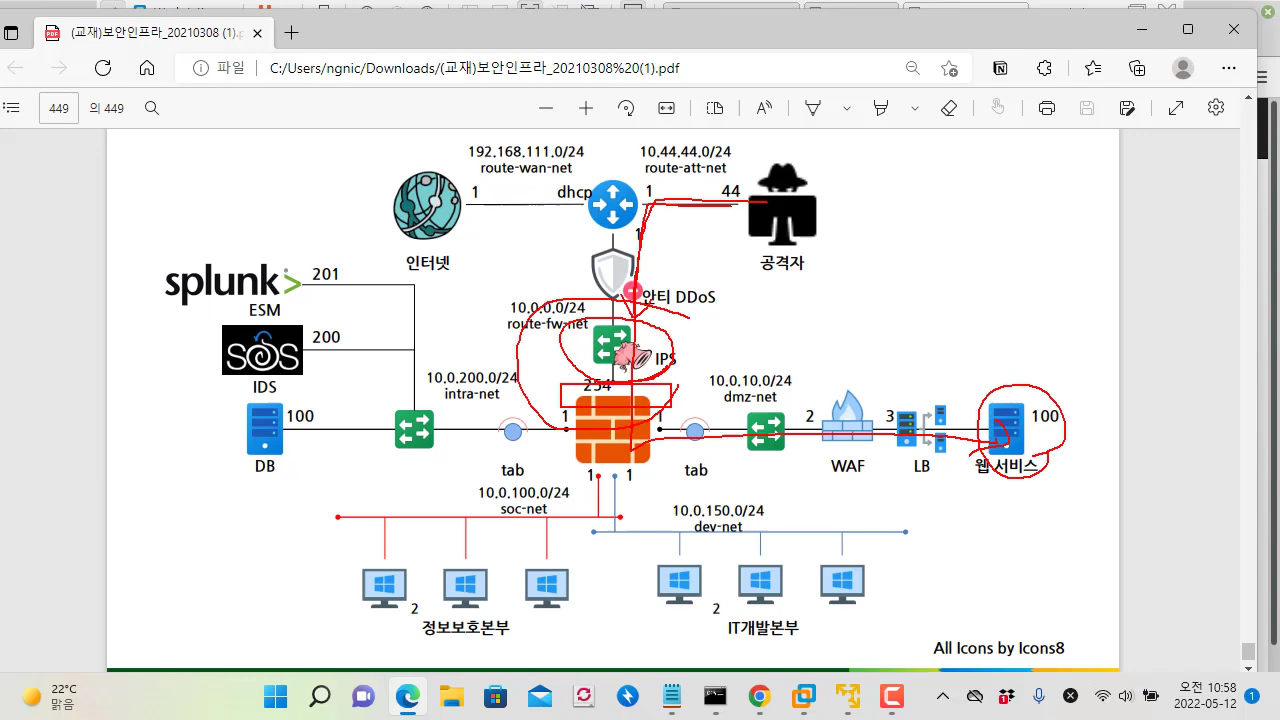 (교재)보안인프라_20210308 (1).p
파일
C:/Users/ngnic/Downloads/(교재)보안인프라_20210308%20(1).pdf
449
의 449
192.168.111.0/24
route-wan-net
10.44.44.0/24
route-att-net
1
dhcp
1
44
1
인터넷
공격자
splunk>
ESM
201
안티 DDoS
10.0.0.0/24
route-fw-net
SOS
IDS
200
IPS
254
10.0.200.0/24
intra-net
10.0.10.0/24
dmz-net
DB
100
1
1
2
WAF
3
LB
100
웹 서비스
tab
tab
1
1
10.0.100.0/24
soc-net
10.0.150.0/24
dev-net
2
정보보호본부
2
IT개발본부
All Icons by Icons8
22°C
맑음
오전 10:58
2022-05-12
1